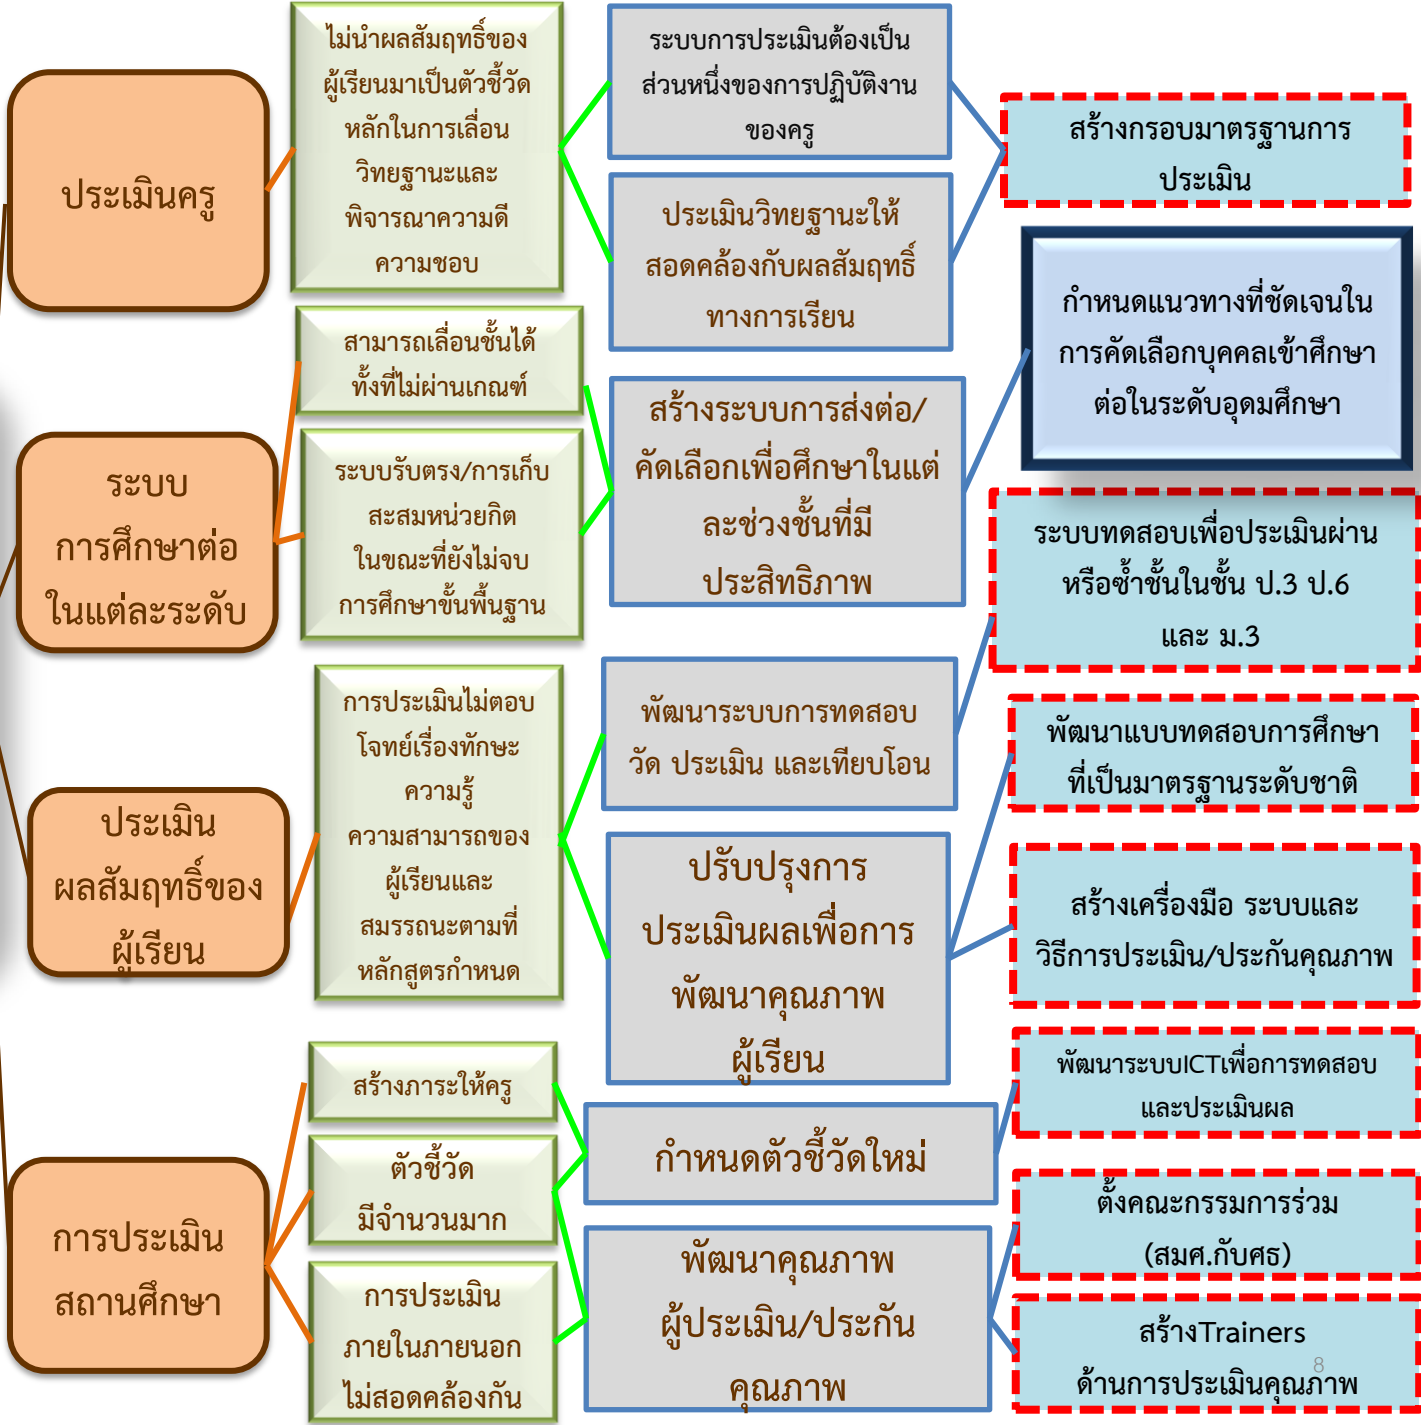 ประเมินครู
ไม่นำผลสัมฤทธิ์ของ
ผู้เรียนมาเป็นตัวชี้วัด
หลักในการเลื่อน
วิทยฐานะและ
พิจารณาความดี
ความชอบ
ระบบการประเมินต้องเป็น
ส่วนหนึ่งของการปฏิบัติงาน
ของครู
ประเมินวิทยฐานะให้
สอดคล้องกับผลสัมฤทธิ์
ทางการเรียน
สร้างกรอบมาตรฐานการ
ประเมิน
ระบบ
การศึกษาต่อ
ในแต่ละระดับ
สามารถเลื่อนชั้นได้
ทั้งที่ไม่ผ่านเกณฑ์
ระบบรับตรง/การเก็บ
สะสมหน่วยกิต
ในขณะที่ยังไม่จบ
การศึกษาขั้นพื้นฐาน
สร้างระบบการส่งต่อ/
คัดเลือกเพื่อศึกษาในแต่
ละช่วงชั้นที่มี
ประสิทธิภาพ
กำหนดแนวทางที่ชัดเจนใน
การคัดเลือกบุคคลเข้าศึกษา
ต่อในระดับอุดมศึกษา
ประเมิน
ผลสัมฤทธิ์ของ
ผู้เรียน
การประเมินไม่ตอบ
โจทย์เรื่องทักษะ
ความรู้
ความสามารถของ
ผู้เรียนและ
สมรรถนะตามที่
หลักสูตรกำหนด
พัฒนาระบบการทดสอบ
วัด ประเมิน และเทียบโอน
ปรับปรุงการ
ประเมินผลเพื่อการ
พัฒนาคุณภาพ
ผู้เรียน
ระบบทดสอบเพื่อประเมินผ่าน
หรือซ้ำชั้นในชั้น ป.3 ป.6
และ ม.3
พัฒนาแบบทดสอบการศึกษา
ที่เป็นมาตรฐานระดับชาติ
สร้างเครื่องมือ ระบบและ
วิธีการประเมิน/ประกันคุณภาพ
การประเมิน
สถานศึกษา
สร้างภาระให้ครู
ตัวชี้วัด
มีจำนวนมาก
การประเมิน
ภายในภายนอก
ไม่สอดคล้องกัน
กำหนดตัวชี้วัดใหม่
พัฒนาคุณภาพ
ผู้ประเมิน/ประกัน
คุณภาพ
พัฒนาระบบICTเพื่อการทดสอบ
และประเมินผล
ตั้งคณะกรรมการร่วม
(สมศ.กับศธ)
สร้างTrainers
ด้านการประเมินคุณภาพ
8